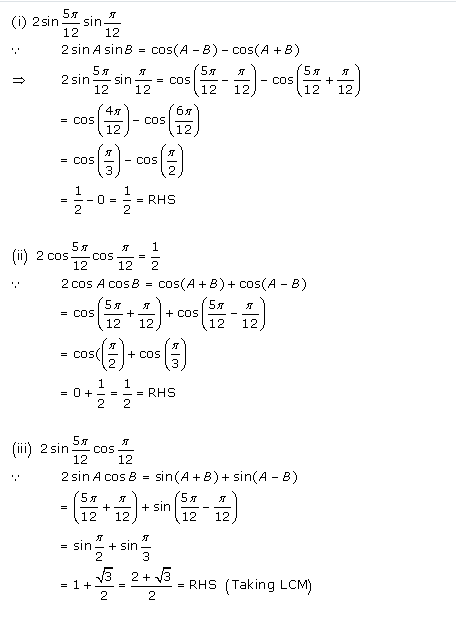 (i) 2 sin 5π/12 sin π/12
∵ 2 sin A sin B = cos(A − B) − cos(A + B)
⇒ 2 sin 5π/12 sin π/12 = cos(5π/12 − π/12) − cos(5π/12 + π/12)
= cos(4π/12) − cos(6π/12)
= cos(π/3) − cos(π/2)
= 1/2 − 0 = 1/2 = RHS
(ii) 2 cos 5π/12 cos π/12 = 1/2
∵ 2 cos A cos B = cos(A + B) + cos(A − B)
= cos(5π/12 + π/12) + cos(5π/12 − π/12)
= cos((π/2) + cos(π/3)
= 0 + 1/2 = 1/2 = RHS
(iii) 2 sin 5π/12 cos π/12
∵ 2 sin A cos B = sin(A + B) + sin(A − B)
= (5π/12 + π/12) + sin(5π/12 − π/12)
= sin π/2 + sin π/3
= 1 + √3/2 = (2 + √3)/2 = RHS (Taking LCM)